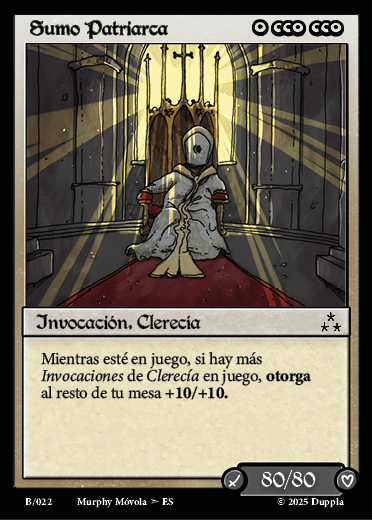 Sumo Patriarca
Invocación, Clerecía
Mientras esté en juego, si hay más
Invocaciones de Clerecía en juego, otorga
al resto de tu mesa +10/+10.
80/80
B/022 Murphy Móvola ➣ ES © 2025 Duppla